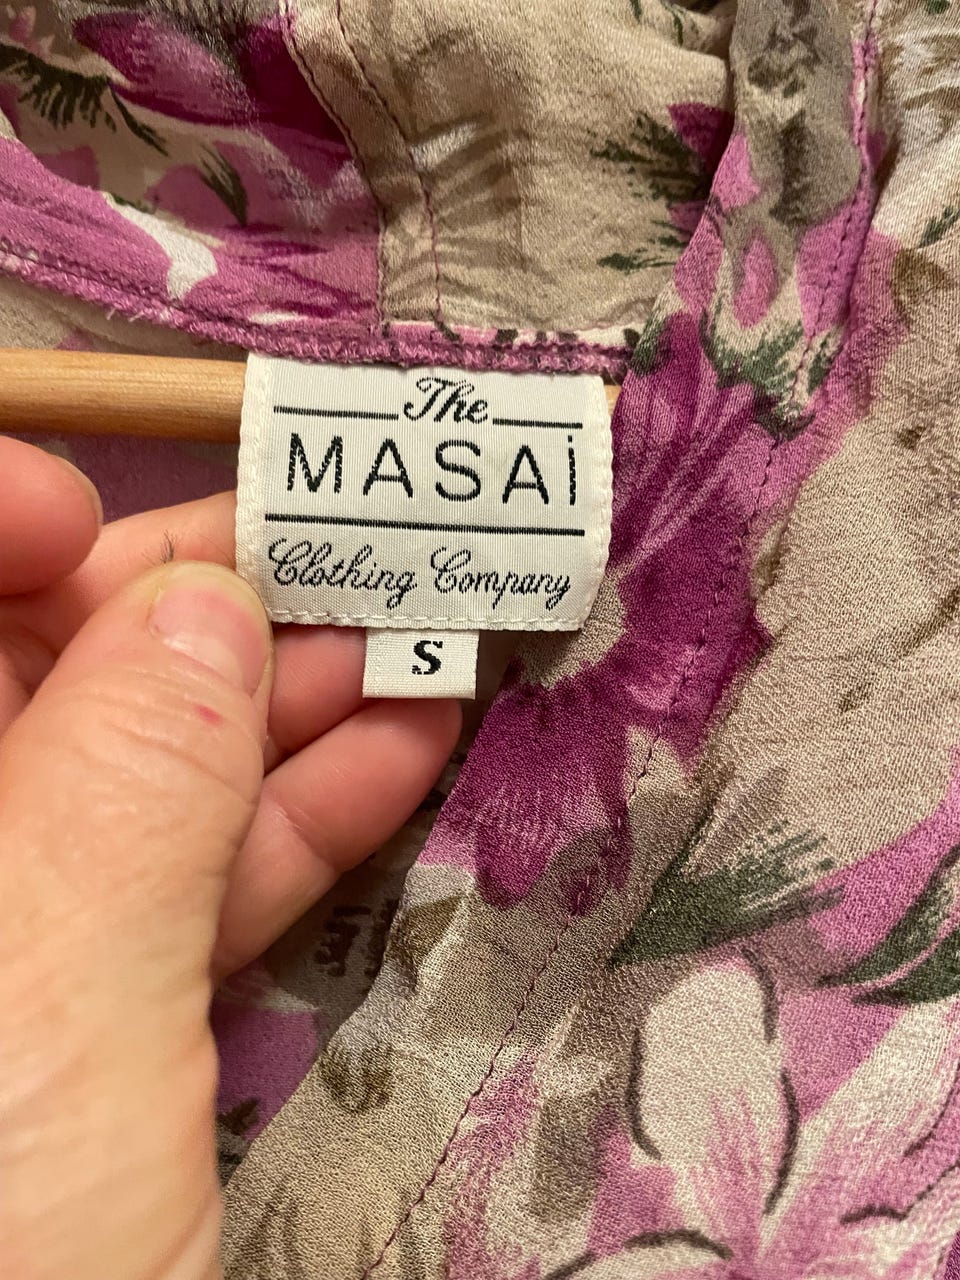 The
MASAi
Clothing Company
S